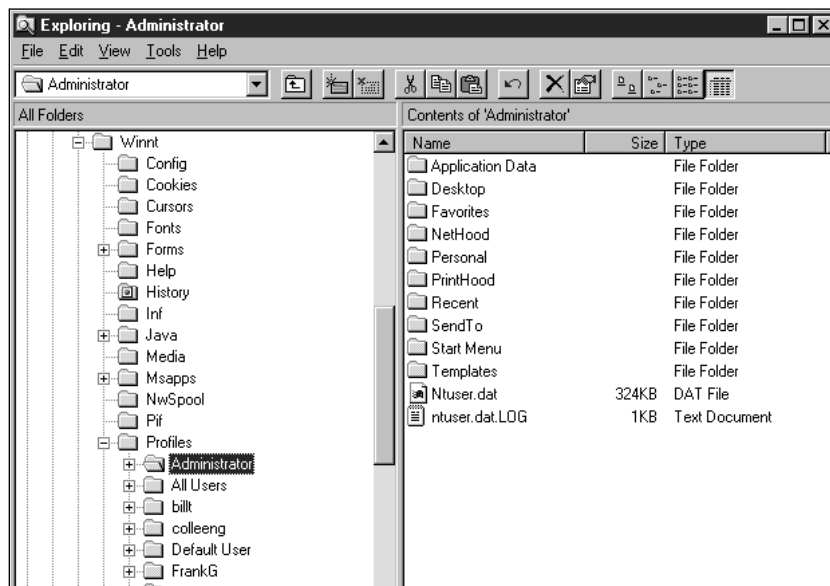 Exploring - Administrator
File Edit View Tools Help
Administrator
All Folders
Contents of 'Administrator'
Winnt
Config
Cookies
Cursors
Fonts
Forms
Help
History
Inf
Java
Media
Msapps
NwSpool
Pif
Profiles
Administrator
All Users
billt
colleeng
Default User
FrankG
Name Size Type
Application Data File Folder
Desktop File Folder
Favorites File Folder
NetHood File Folder
Personal File Folder
PrintHood File Folder
Recent File Folder
SendTo File Folder
Start Menu File Folder
Templates File Folder
Ntuser.dat 324KB DAT File
ntuser.dat.LOG 1KB Text Document